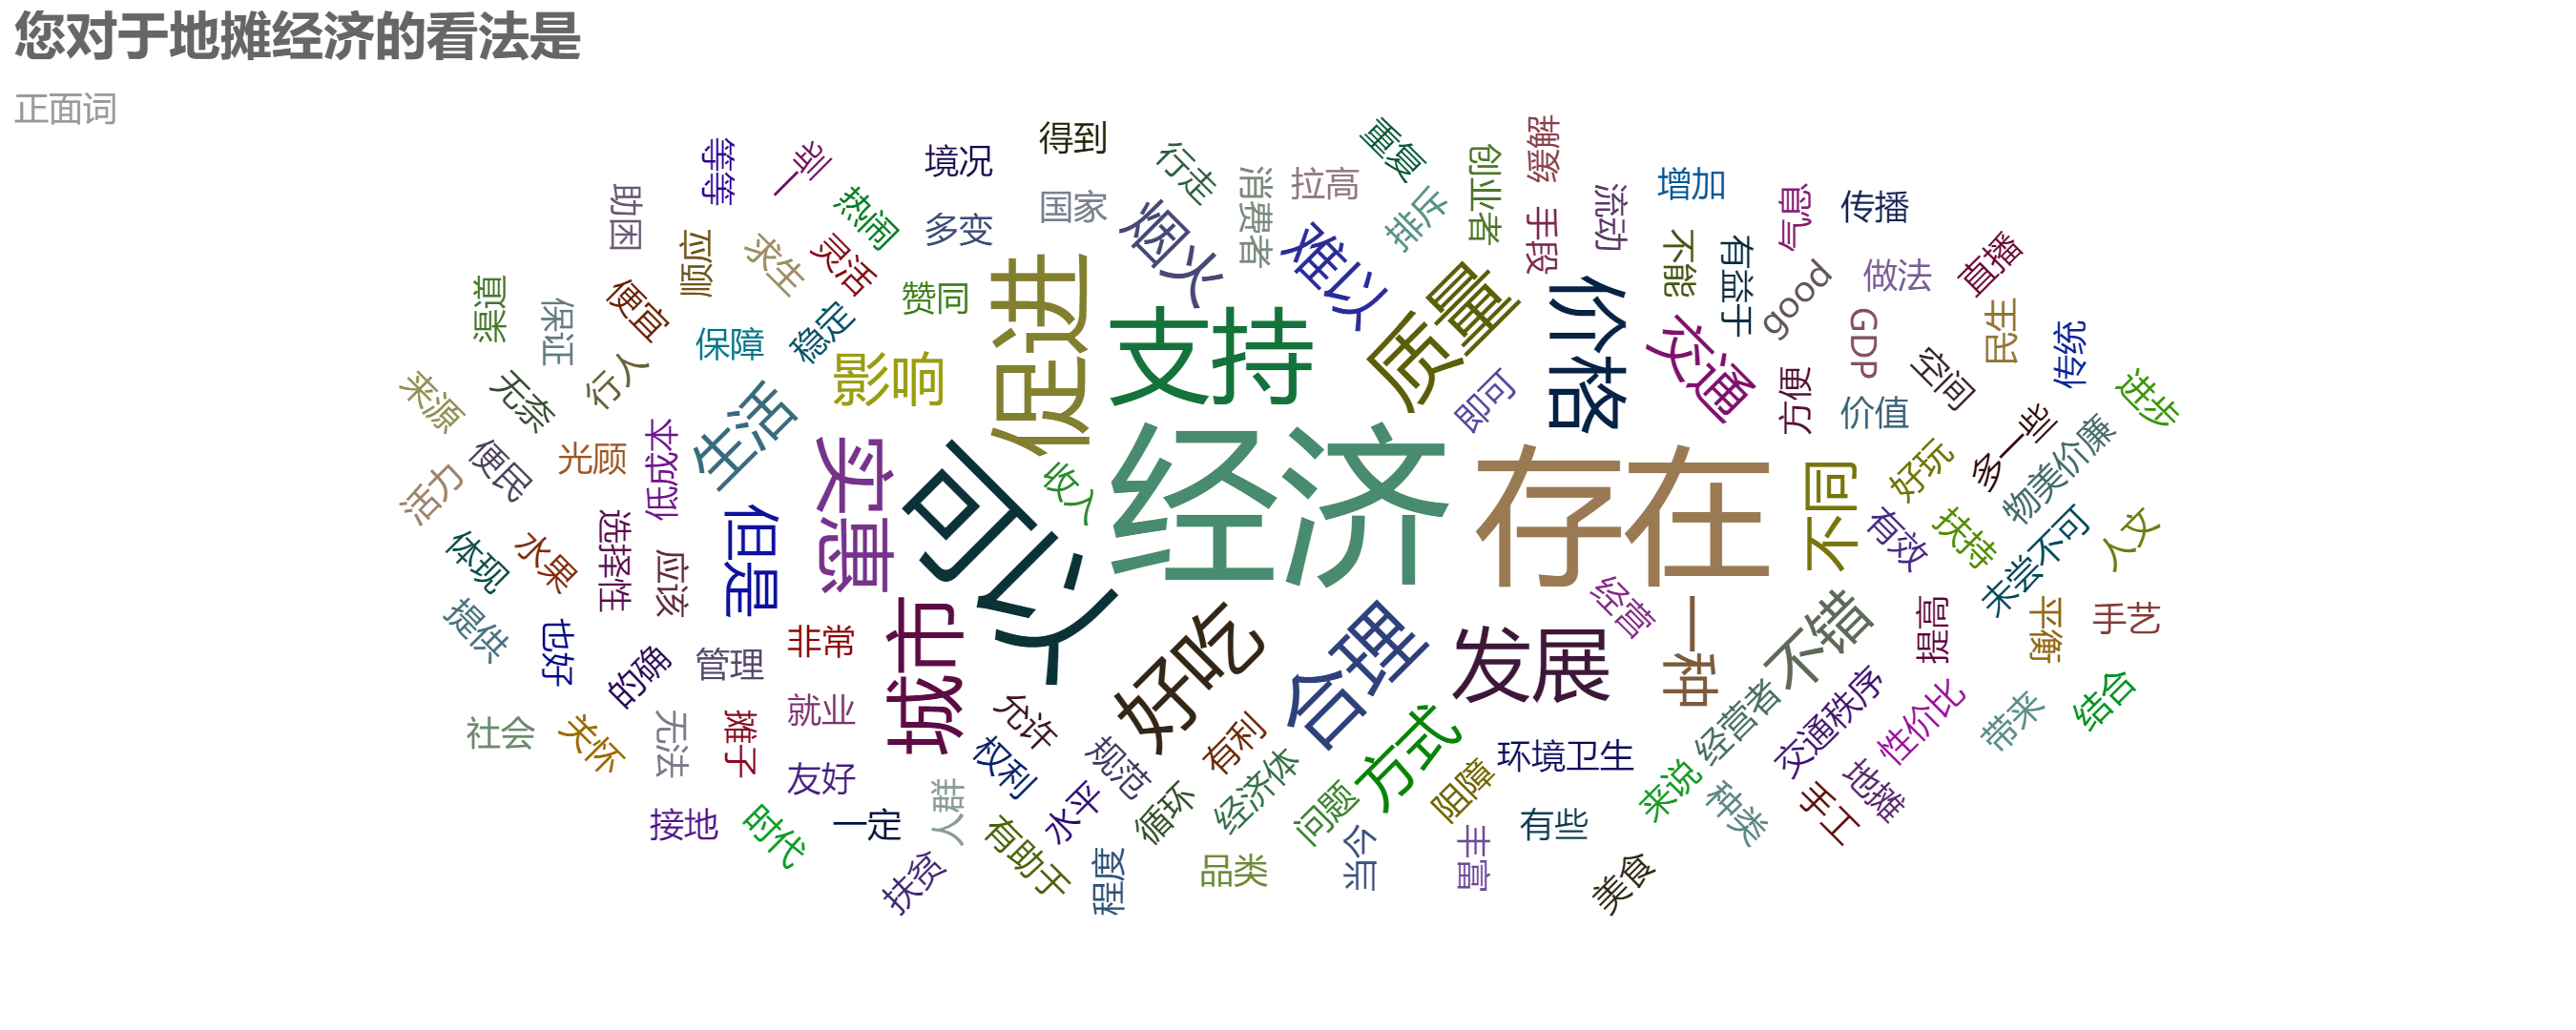 您对于地摊经济的看法是
正面词
得到
重复
缓解
创业者
等等
一些
境况
行走
消费者
拉高
流动
增加
气息
传播
助困
热闹
多变
国家
烟火
难以
排斥
手段
不能
有益于
good
做法
直播
顺应
求生
灵活
赞同
促进
支持
质量
价格
交通
GDP
民生
渠道
保证
便宜
保障
稳定
影响
即可
方便
价值
空间
传统
进步
来源
无奈
行人
生活
实惠
可以
收入
经济
存在
不同
好玩
多一些
物美价廉
活力
便民
光顾
低成本
但是
有效
扶持
未尝不可
人文
体现
水果
选择性
应该
城市
好吃
合理
发展
经营
一种
不错
提高
平衡
手艺
提供
也好
的确
管理
非常
允许
规范
有利
方式
经营者
交通秩序
性价比
带来
结合
社会
关怀
无法
摊子
就业
友好
权利
水平
循环
经济体
问题
阻障
环境卫生
来说
种类
手工
地摊
接地
时代
一定
人群
有助于
扶贫
程度
品类
当今
丰富
有些
美食